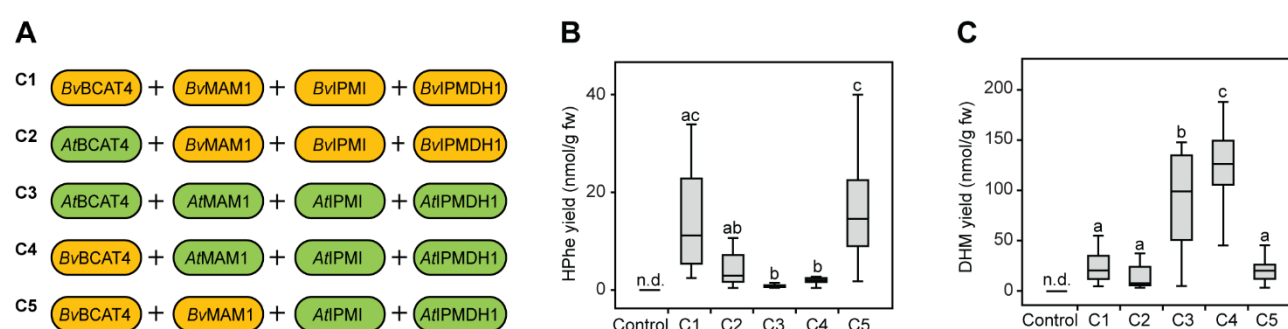 A
C1 BvBCAT4 + BvMAM1 + BvIPMI + BvIPMDH1
C2 AtBCAT4 + BvMAM1 + BvIPMI + BvIPMDH1
C3 AtBCAT4 + AtMAM1 + AtIPMI + AtIPMDH1
C4 BvBCAT4 + AtMAM1 + AtIPMI + AtIPMDH1
C5 BvBCAT4 + BvMAM1 + AtIPMI + AtIPMDH1
B
HPhe yield (nmol/g fw)
40
20
0
n.d.
ac
ab
b
b
c
Control C1 C2 C3 C4 C5
C
DHM yield (nmol/g fw)
200
150
100
50
0
n.d.
a
a
b
c
a
Control C1 C2 C3 C4 C5